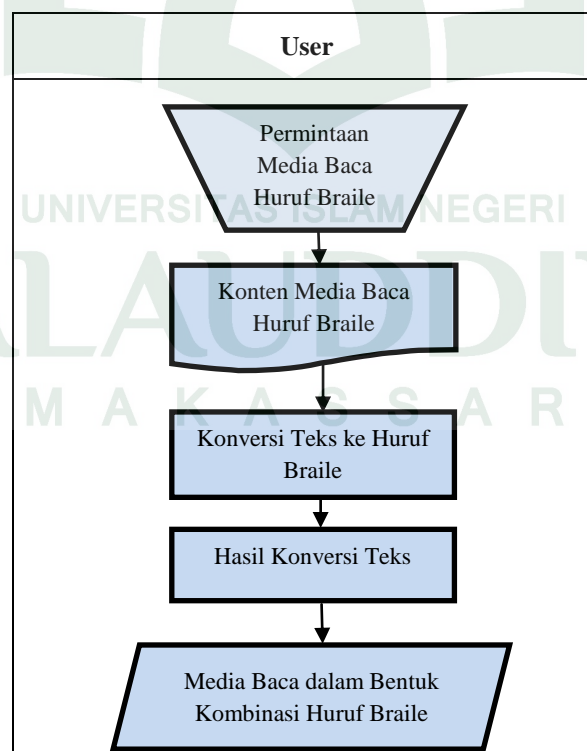 User
Permintaan
Media Baca
Huruf Braile
UNIVERSITAS ISLAM NEGERI
Konten Media Baca
Huruf Braile
ALAUDDIN
MAKASSAR
Konversi Teks ke Huruf
Braile
Hasil Konversi Teks
Media Baca dalam Bentuk
Kombinasi Huruf Braile